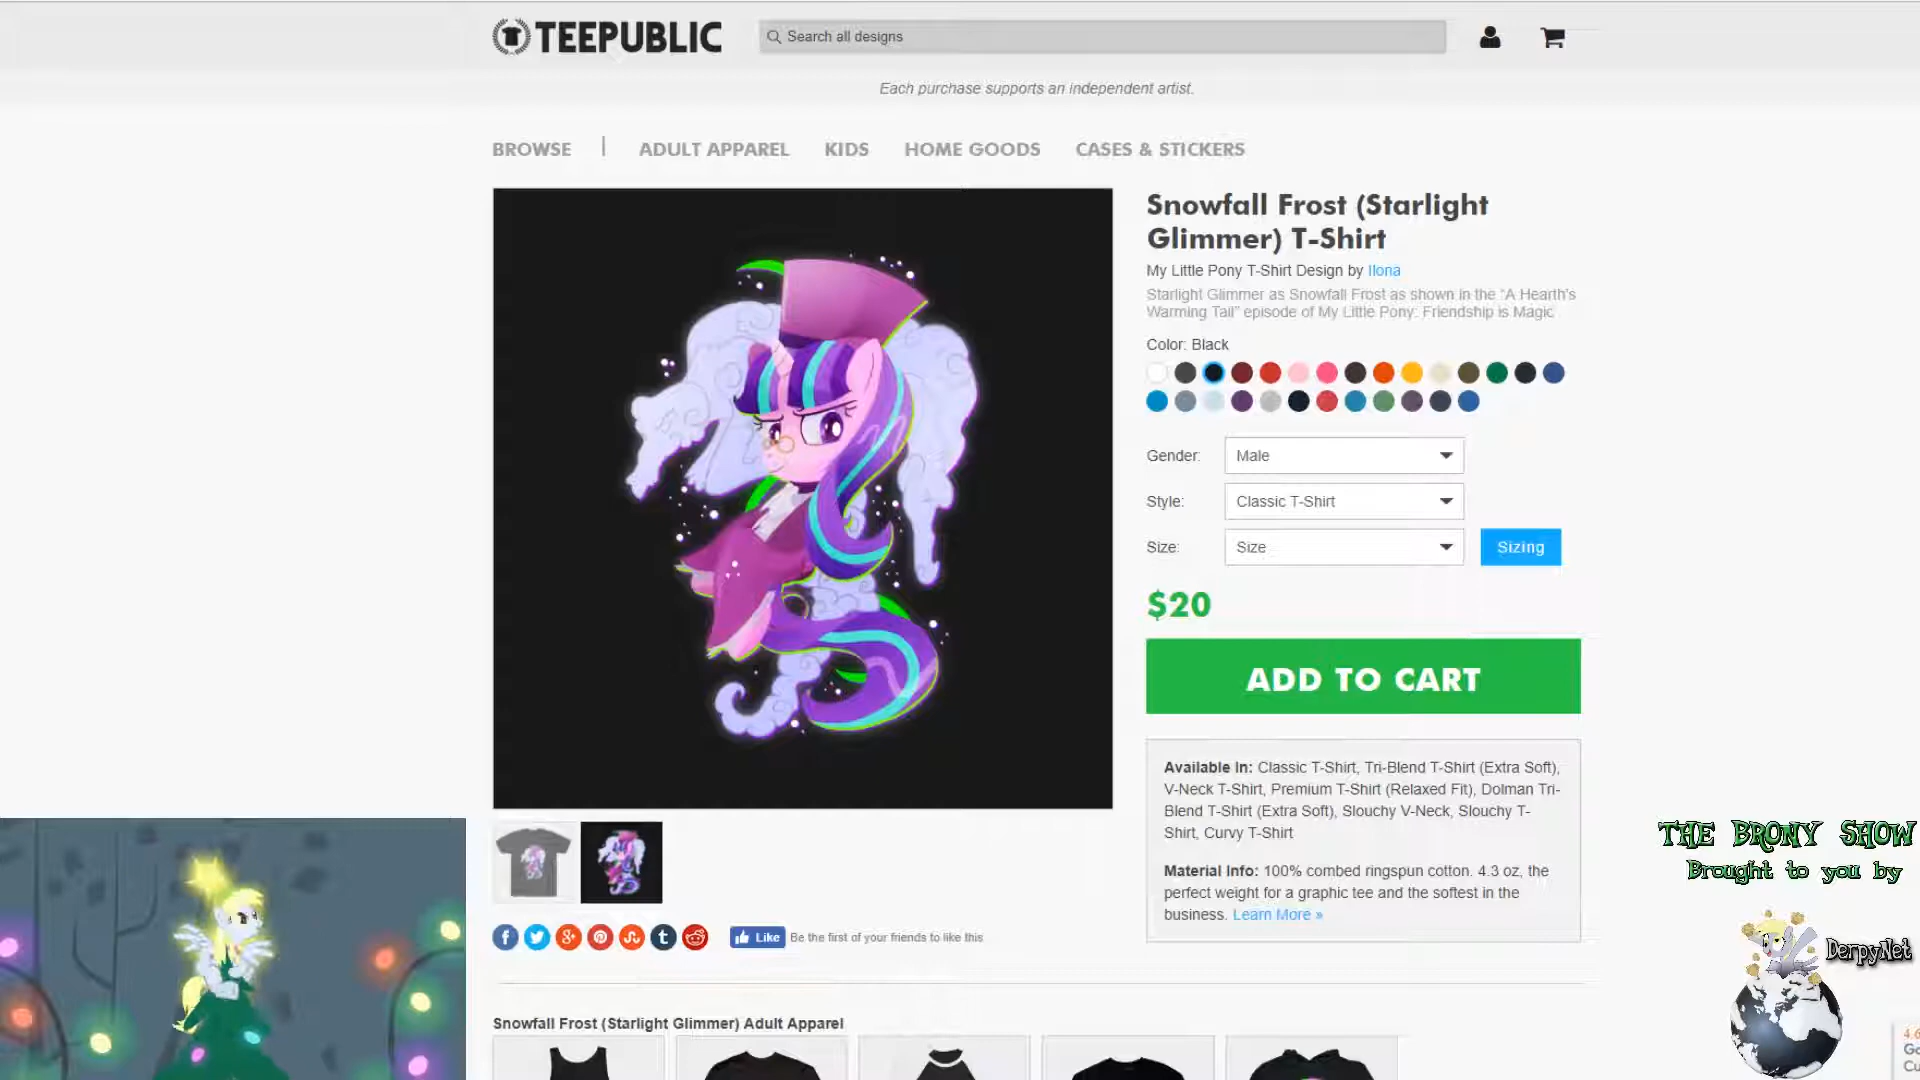 TEEPUBLIC
Search all designs
Each purchase supports an independent artist.
BROWSE | ADULT APPAREL KIDS HOME GOODS CASES & STICKERS
Snowfall Frost (Starlight
Glimmer) T-Shirt
My Little Pony T-Shirt Design by Ilona
Starlight Glimmer as Snowfall Frost as shown in the "A Hearth's
Warming Tail" episode of My Little Pony: Friendship is Magic
Color: Black
Gender: Male
Style: Classic T-Shirt
Size: Size Sizing
$20
ADD TO CART
Available In: Classic T-Shirt, Tri-Blend T-Shirt (Extra Soft),
V-Neck T-Shirt, Premium T-Shirt (Relaxed Fit), Dolman Tri-
Blend T-Shirt (Extra Soft), Slouchy V-Neck, Slouchy T-
Shirt, Curvy T-Shirt
Material Info: 100% combed ringspun cotton. 4.3 oz, the
perfect weight for a graphic tee and the softest in the
business. Learn More »
Like Be the first of your friends to like this
Snowfall Frost (Starlight Glimmer) Adult Apparel
THE BRONY SHOW
Brought to you by
DerpyNet